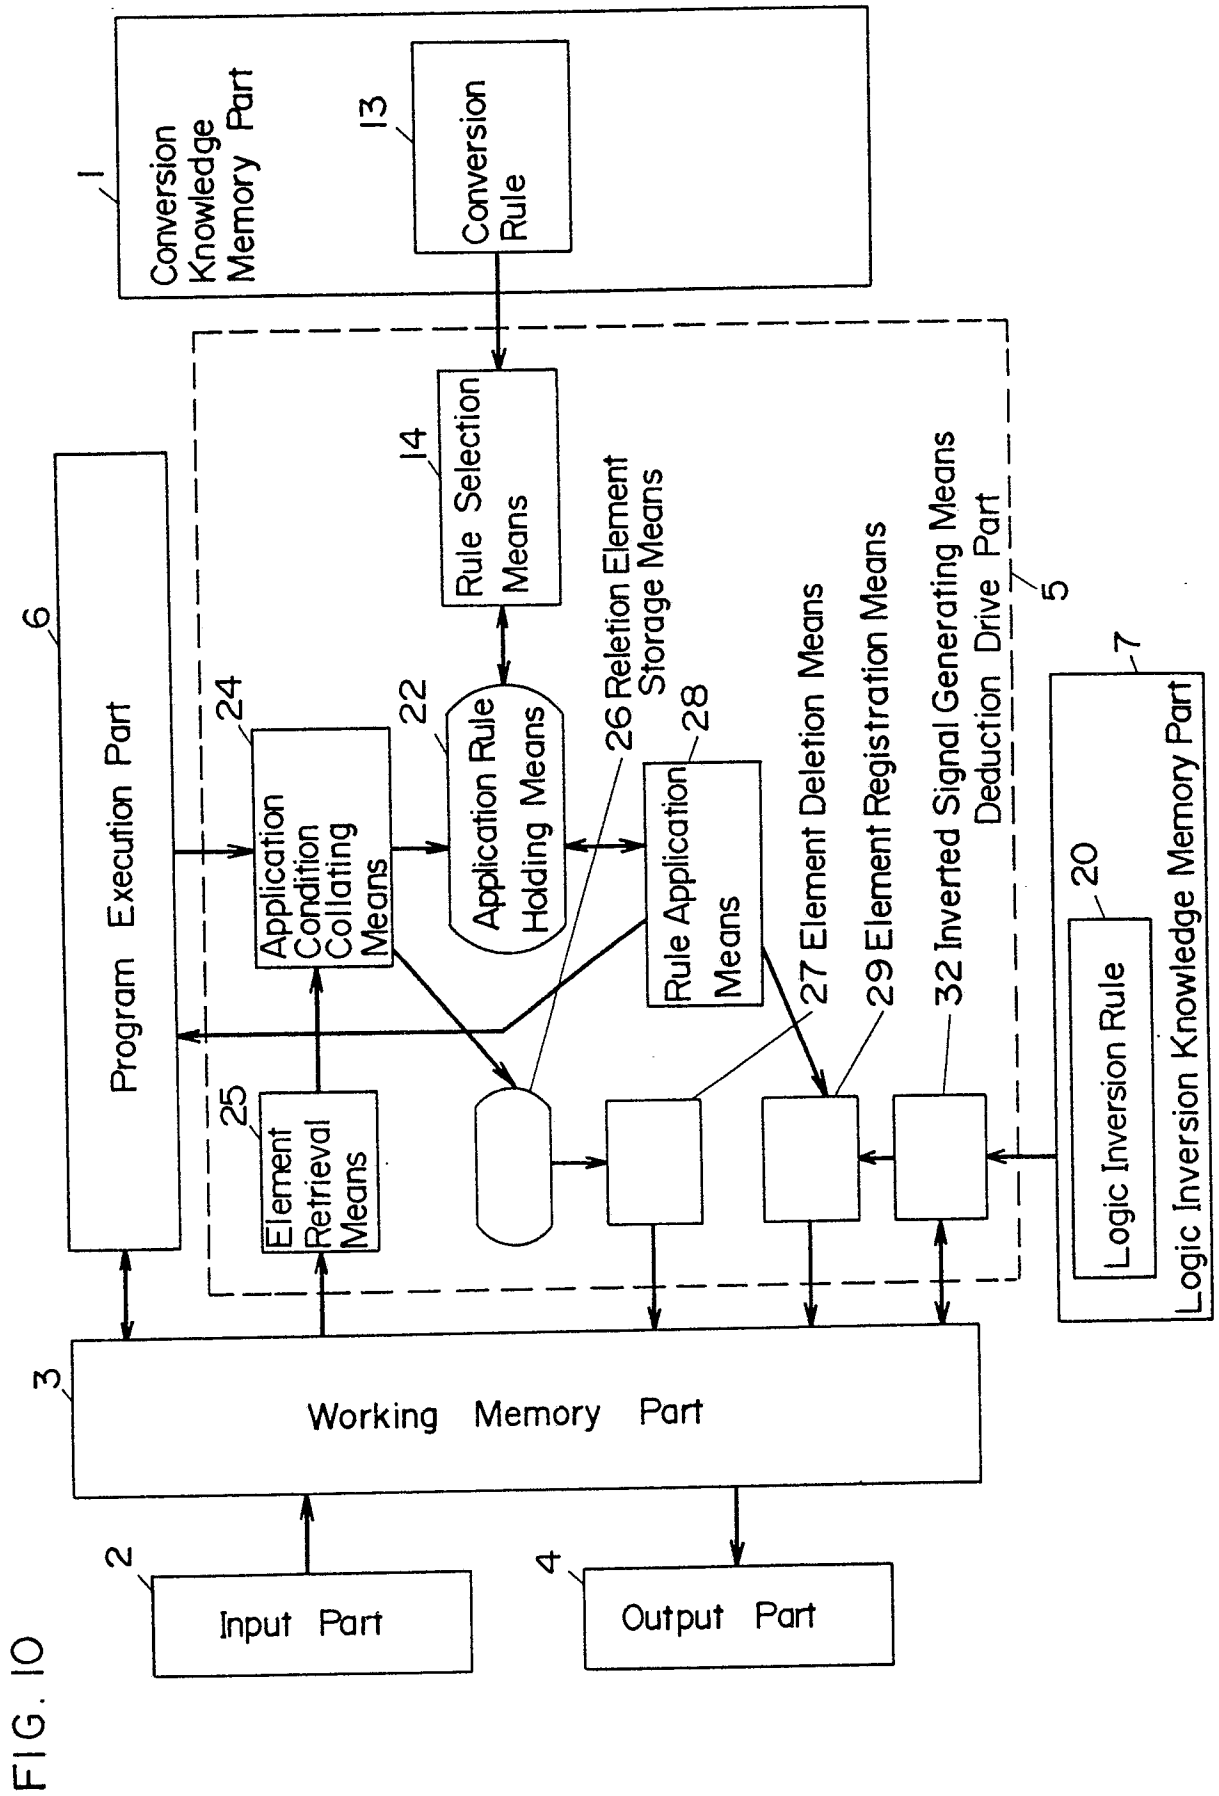 FIG. 10
6
Program Execution Part
1
Conversion
Knowledge
Memory Part
13
Conversion
Rule
24
Application
Condition
Collating
Means
25
Element
Retrieval
Means
22
Application Rule
Holding Means
14
Rule Selection
Means
26 Reletion Element
Storage Means
28
Rule Application
Means
27 Element Deletion Means
29 Element Registration Means
32 Inverted Signal Generating Means
Deduction Drive Part
5
3
Working Memory Part
2
Input Part
4
Output Part
7
20
Logic Inversion Rule
Logic Inversion Knowledge Memory Part